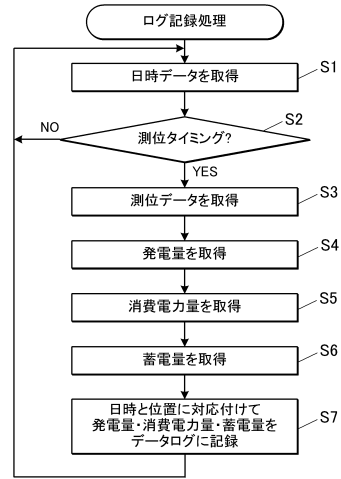 ログ記録処理
日時データを取得
S1
測位タイミング?
S2
NO
YES
測位データを取得
S3
発電量を取得
S4
消費電力量を取得
S5
蓄電量を取得
S6
日時と位置に対応付けて
発電量・消費電力量・蓄電量を
データログに記録
S7